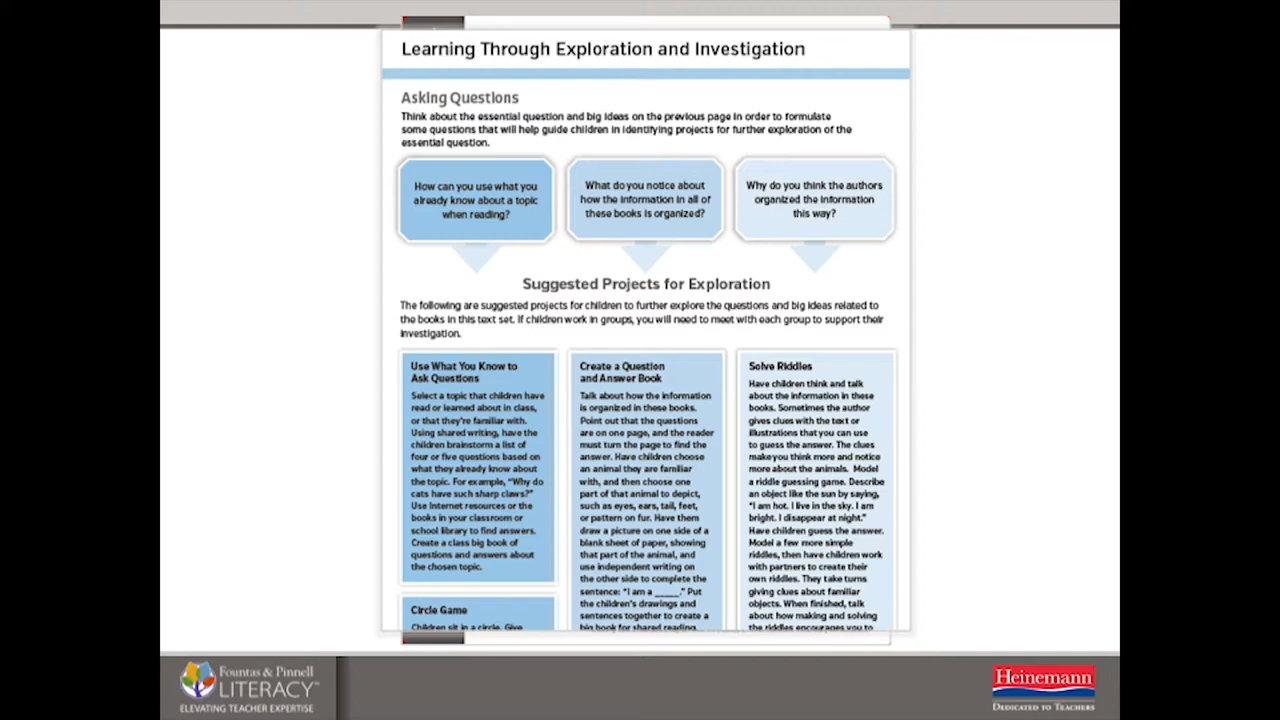 Learning Through Exploration and Investigation
Asking Questions
Think about the essential question and big ideas on the previous page in order to formulate
some questions that will help guide children in identifying projects for further exploration of the
essential question.
How can you use what you
already know about a topic
when reading?
What do you notice about
how the information in all of
these books is organized?
Why do you think the authors
organized the information
this way?
Suggested Projects for Exploration
The following are suggested projects for children to further explore the questions and big ideas related to
the books in this text set. If children work in groups, you will need to meet with each group to support their
investigation.
Use What You Know to
Ask Questions
Select a topic that children have
read or learned about in class,
or that they're familiar with.
Using shared writing, have the
children brainstorm a list of
four or five questions based on
what they already know about
the topic. For example, "Why do
cats have such sharp claws?"
Use Internet resources or the
books in your classroom or
school library to find answers.
Create a class big book of
questions and answers about
the chosen topic.
Circle Game
Children sit in a circle. Give
Create a Question
and Answer Book
Talk about how the information
is organized in these books.
Point out that the questions
are on one page, and the reader
must turn the page to find the
answer. Have children choose
an animal they are familiar
with, and then choose one
part of that animal to depict,
such as eyes, ears, tail, feet,
or pattern on fur. Have them
draw a picture on one side of a
blank sheet of paper, showing
that part of the animal, and
use independent writing on
the other side to complete the
sentence: "I am a _____." Put
the children's drawings and
sentences together to create a
big book for shared reading.
Solve Riddles
Have children think and talk
about the information in these
books. Sometimes the author
gives clues with the text or
illustrations that you can use
to guess the answer. The clues
make you think more and notice
more about the animals. Model
a riddle guessing game. Describe
an object like the sun by saying,
"I am hot. I live in the sky. I am
bright. I disappear at night."
Have children guess the answer.
Model a few more simple
riddles, then have children work
with partners to create their
own riddles. They take turns
giving clues about familiar
objects. When finished, talk
about how making and solving
the riddles encourages you to
Fountas & Pinnell
LITERACY™
ELEVATING TEACHER EXPERTISE
Heinemann
DEDICATED TO TEACHERS